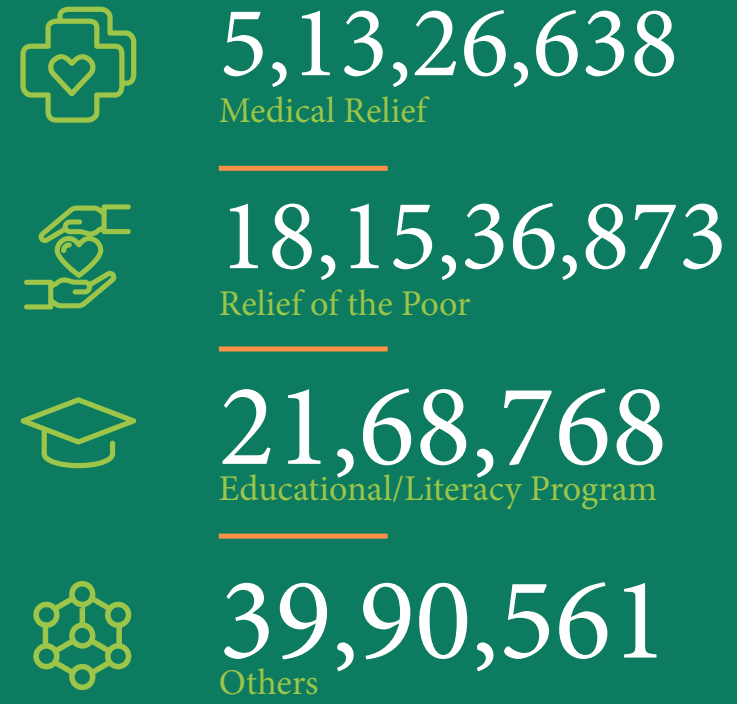 5,13,26,638
Medical Relief
18,15,36,873
Relief of the Poor
21,68,768
Educational/Literacy Program
39,90,561
Others